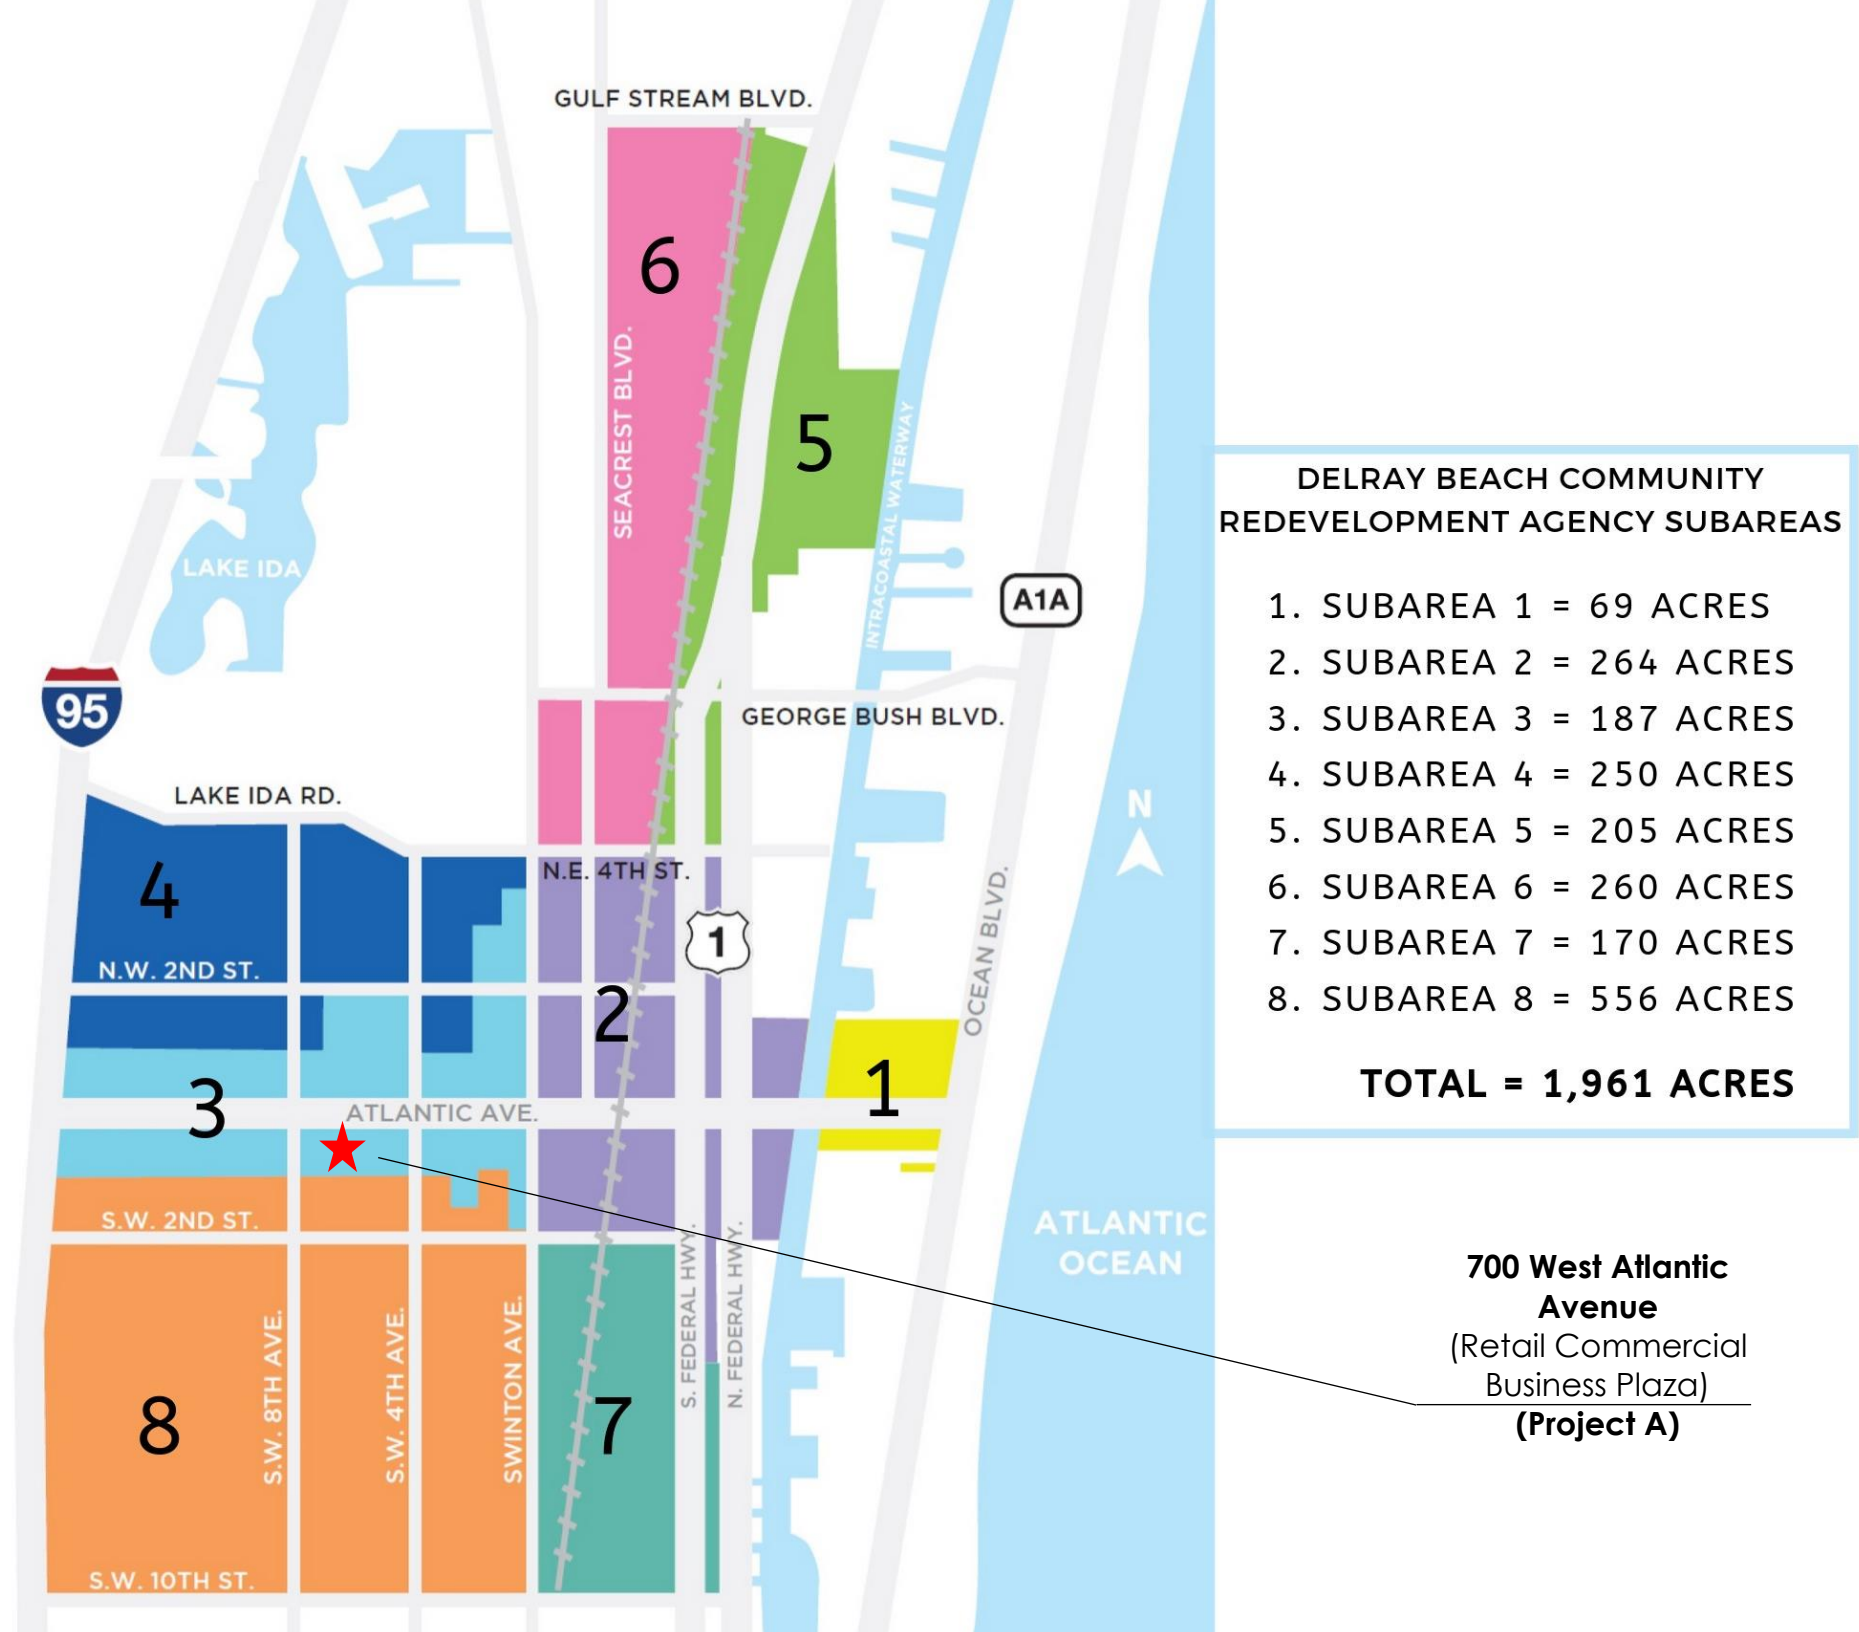 GULF STREAM BLVD.
6
5
SEACREST BLVD.
INTRACOASTAL WATERWAY
LAKE IDA
A1A
95
GEORGE BUSH BLVD.
LAKE IDA RD.
N
4
N.E. 4TH ST.
1
OCEAN BLVD.
N.W. 2ND ST.
2
1
3
ATLANTIC AVE.
S.W. 2ND ST.
ATLANTIC
OCEAN
S. FEDERAL HWY.
N. FEDERAL HWY.
S.W. 8TH AVE.
S.W. 4TH AVE.
SWINTON AVE.
8
7
S.W. 10TH ST.
DELRAY BEACH COMMUNITY
REDEVELOPMENT AGENCY SUBAREAS
1. SUBAREA 1 = 69 ACRES
2. SUBAREA 2 = 264 ACRES
3. SUBAREA 3 = 187 ACRES
4. SUBAREA 4 = 250 ACRES
5. SUBAREA 5 = 205 ACRES
6. SUBAREA 6 = 260 ACRES
7. SUBAREA 7 = 170 ACRES
8. SUBAREA 8 = 556 ACRES
TOTAL = 1,961 ACRES
700 West Atlantic
Avenue
(Retail Commercial
Business Plaza)
(Project A)